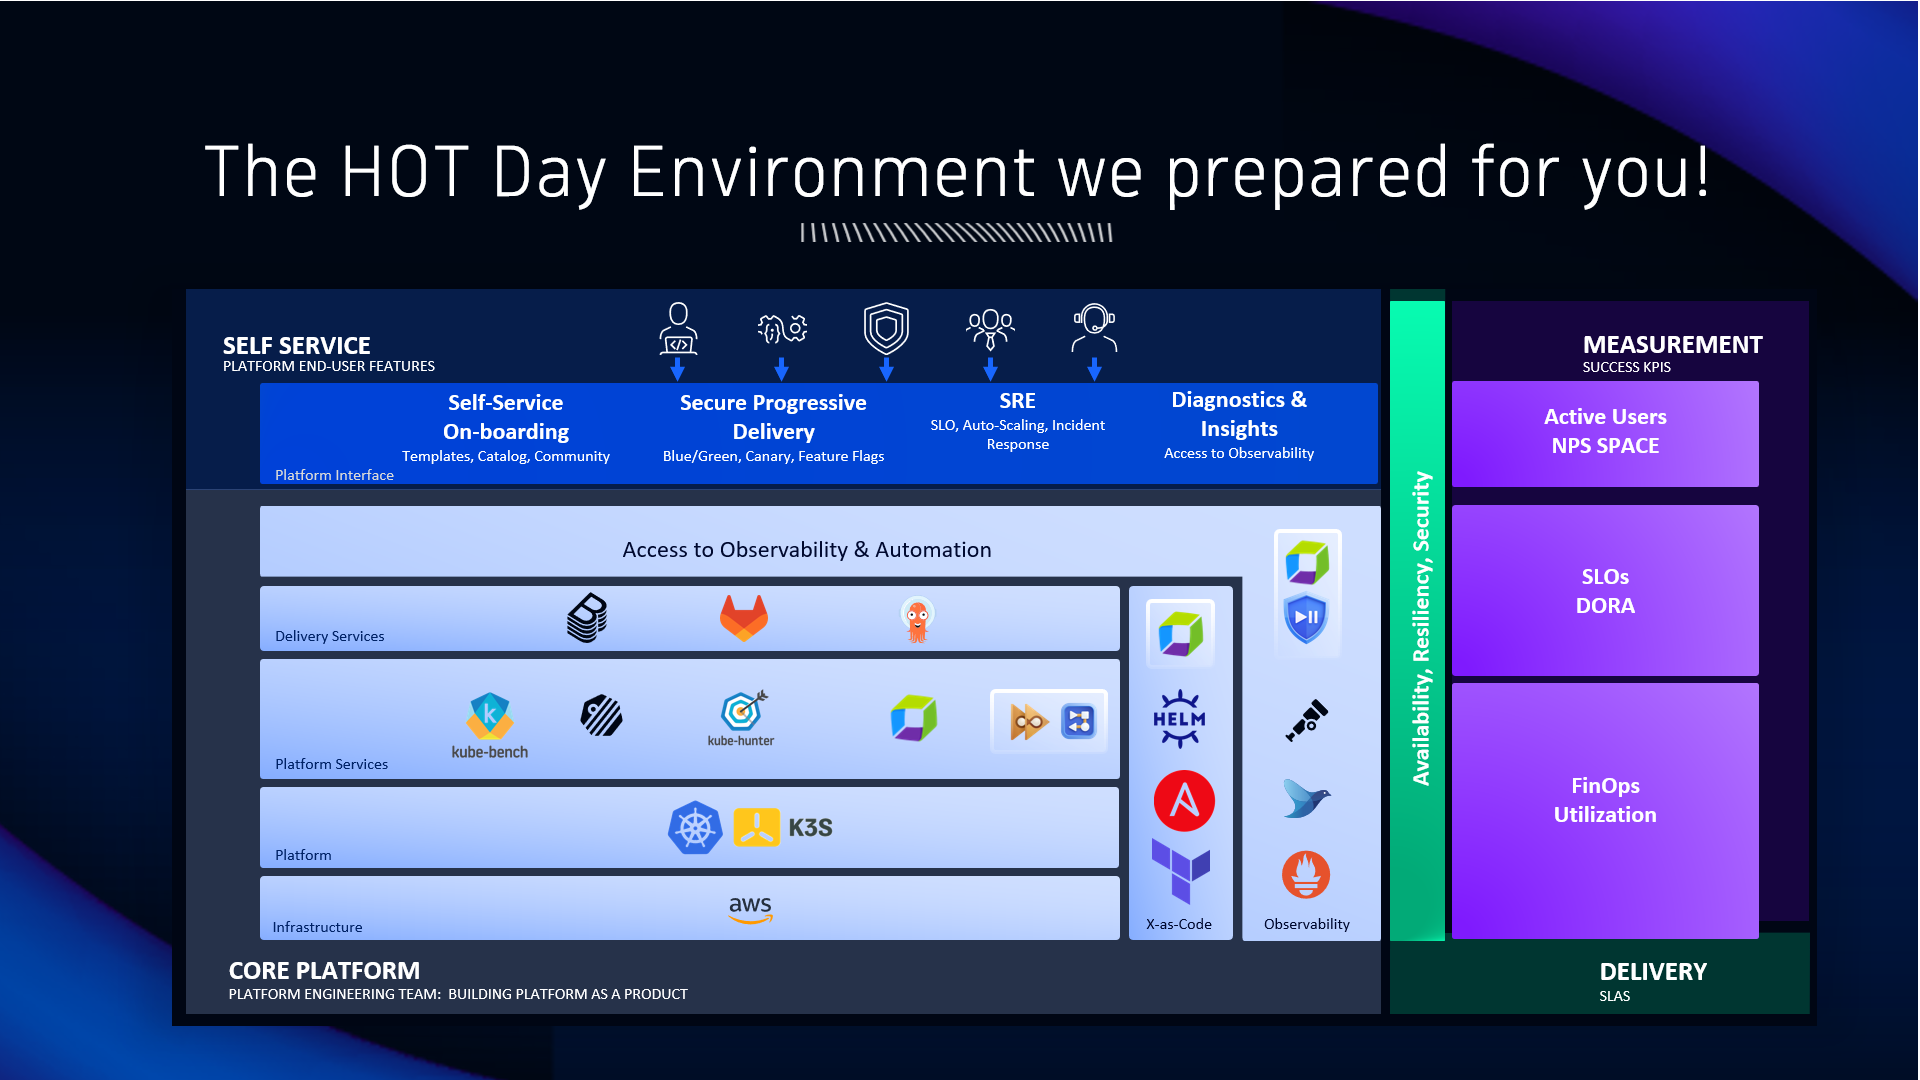 The HOT Day Environment we prepared for you!
SELF SERVICE
PLATFORM END-USER FEATURES
Self-Service
On-boarding
Templates, Catalog, Community
Secure Progressive
Delivery
Blue/Green, Canary, Feature Flags
SRE
SLO, Auto-Scaling, Incident
Response
Diagnostics &
Insights
Access to Observability
Platform Interface
Access to Observability & Automation
Delivery Services
kube-bench
kube-hunter
Platform Services
K3S
Platform
aws
Infrastructure
HELM
X-as-Code
Observability
CORE PLATFORM
PLATFORM ENGINEERING TEAM: BUILDING PLATFORM AS A PRODUCT
Availability, Resiliency, Security
MEASUREMENT
SUCCESS KPIS
Active Users
NPS SPACE
SLOs
DORA
FinOps
Utilization
DELIVERY
SLAS